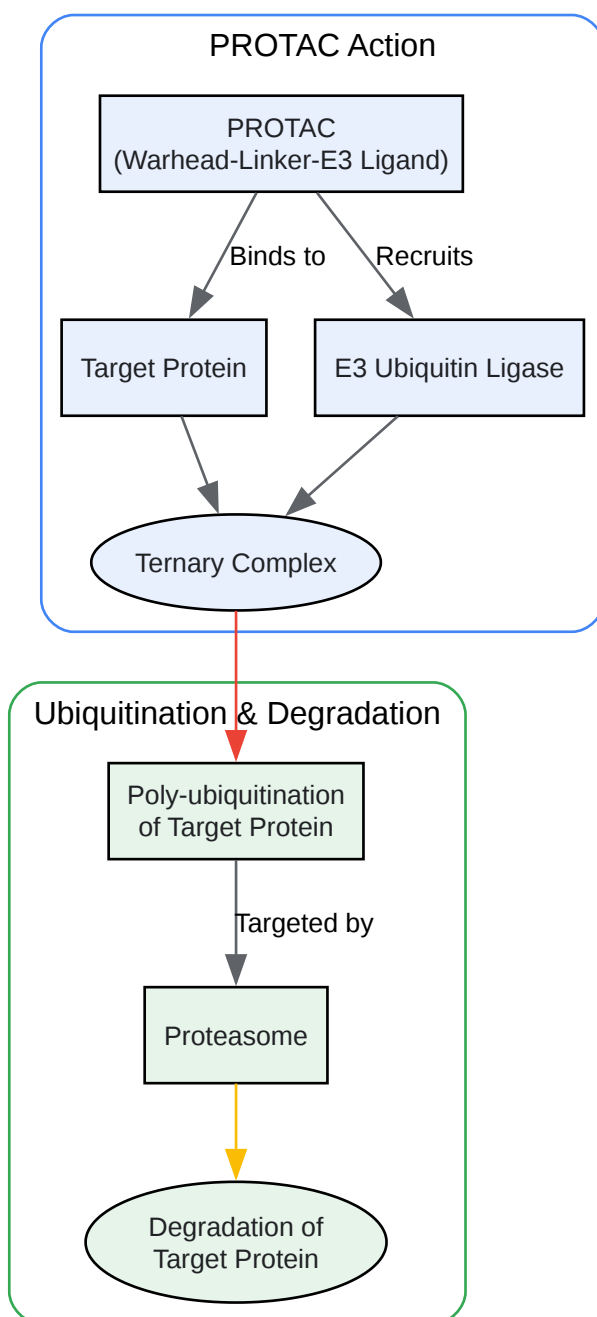 PROTAC Action
PROTAC
(Warhead-Linker-E3 Ligand)
Binds to
Recruits
Target Protein
E3 Ubiquitin Ligase
Ternary Complex
Ubiquitination & Degradation
Poly-ubiquitination
of Target Protein
Targeted by
Proteasome
Degradation of
Target Protein